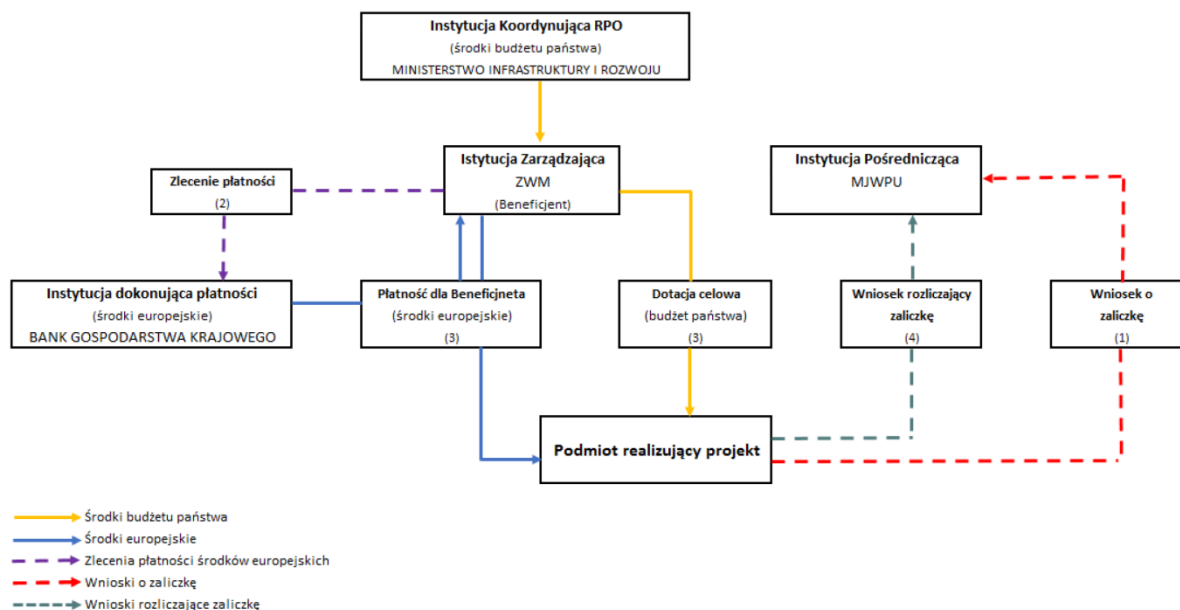 Instytucja Koordynująca RPO
(środki budżetu państwa)
MINISTERSTWO INFRASTRUKTURY I ROZWOJU
Istytucja Zarządzająca
ZWM
(Beneficjent)
Instytucja Pośrednicząca
MJWPU
Zlecenie płatności
(2)
Instytucja dokonująca płatności
(środki europejskie)
BANK GOSPODARSTWA KRAJOWEGO
Płatność dla Beneficjneta
(środki europejskie)
(3)
Dotacja celowa
(budżet państwa)
(3)
Wniosek rozliczający
zaliczkę
(4)
Wniosek o
zaliczkę
(1)
Podmiot realizujący projekt
Środki budżetu państwa
Środki europejskie
Zlecenia płatności środków europejskich
Wnioski o zaliczkę
Wnioski rozliczające zaliczkę